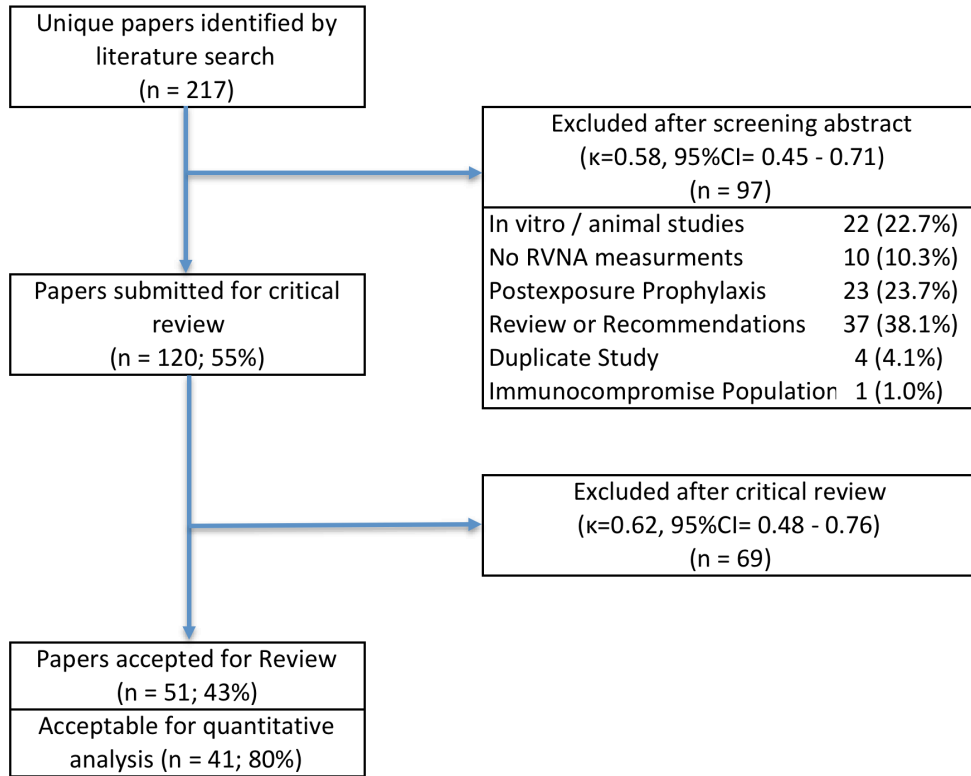 Unique papers identified by
literature search
(n = 217)
Excluded after screening abstract
(κ=0.58, 95%CI= 0.45 - 0.71)
(n = 97)
In vitro / animal studies 22 (22.7%)
No RVNA measurments 10 (10.3%)
Postexposure Prophylaxis 23 (23.7%)
Review or Recommendations 37 (38.1%)
Duplicate Study 4 (4.1%)
Immunocompromise Population 1 (1.0%)
Papers submitted for critical
review
(n = 120; 55%)
Excluded after critical review
(κ=0.62, 95%CI= 0.48 - 0.76)
(n = 69)
Papers accepted for Review
(n = 51; 43%)
Acceptable for quantitative
analysis (n = 41; 80%)